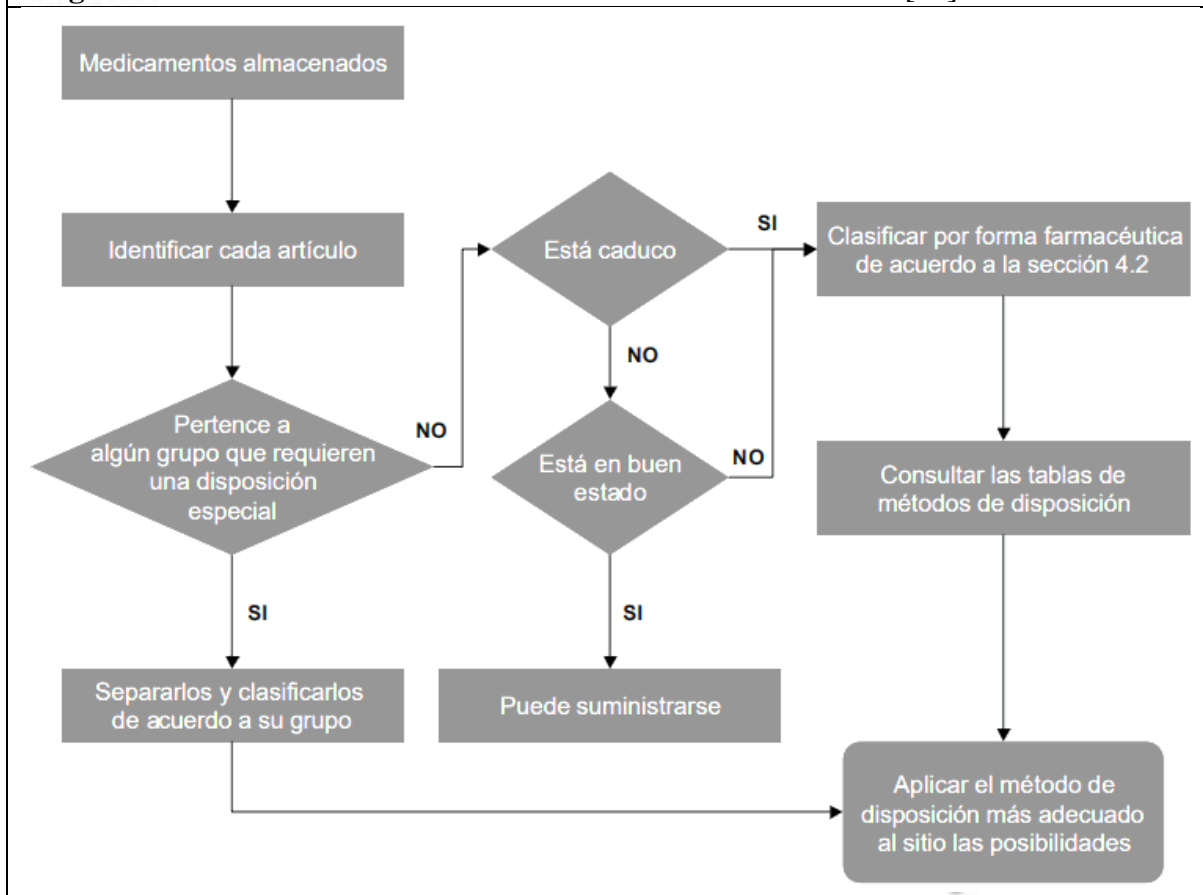 Medicamentos almacenados
Identificar cada artículo
Pertence a
algún grupo que requieren
una disposición
especial
NO
SI
Separarlos y clasificarlos
de acuerdo a su grupo
Está caduco
SI
NO
Está en buen
estado
NO
SI
Puede suministrarse
Clasificar por forma farmacéutica
de acuerdo a la sección 4.2
Consultar las tablas de
métodos de disposición
Aplicar el método de
disposición más adecuado
al sitio las posibilidades